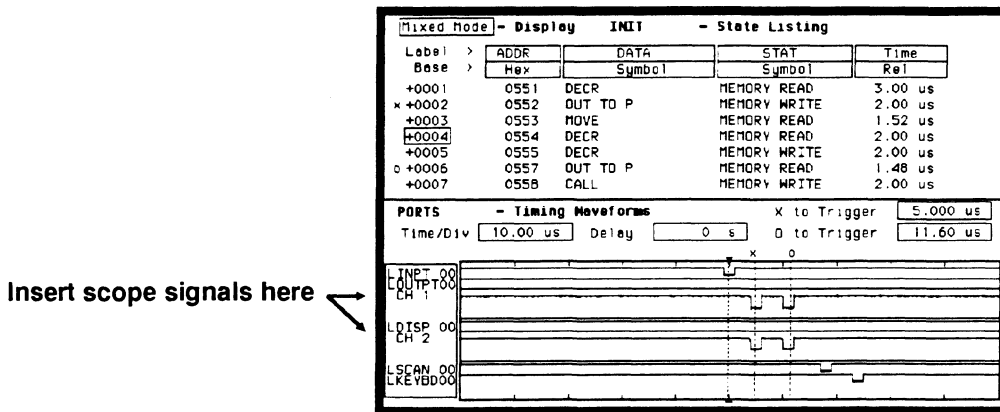 Mixed Mode - Display INIT - State Listing
Label > ADDR DATA STAT Time
Base > Hex Symbol Symbol Rel
+0001 0551 DECR MEMORY READ 3.00 us
x +0002 0552 OUT TO P MEMORY WRITE 2.00 us
+0003 0553 MOVE MEMORY READ 1.52 us
+0004 0554 DECR MEMORY READ 2.00 us
+0005 0555 DECR MEMORY WRITE 2.00 us
o +0006 0557 OUT TO P MEMORY READ 1.48 us
+0007 0558 CALL MEMORY WRITE 2.00 us
PORTS - Timing Waveforms X to Trigger 5.000 us
Time/Div 10.00 us Delay 0 s O to Trigger 11.60 us
x o
LINPT 00
LOUTPT00
Insert scope signals here
CH 1
LDISP 00
CH 2
LSCAN 00
LKEYBD00